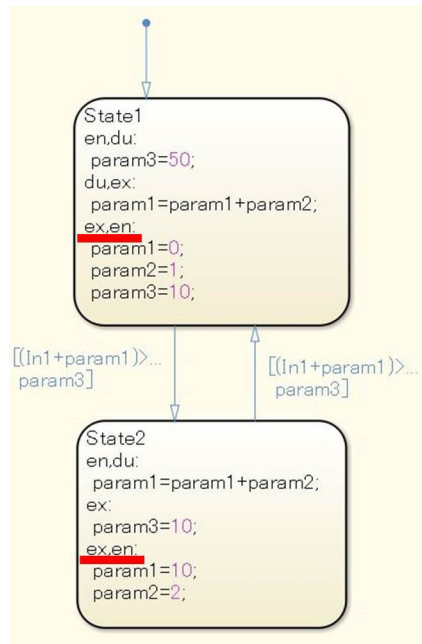 State1
en,du:
param3=50;
du,ex:
param1=param1+param2;
ex,en:
param1=0;
param2=1;
param3=10;
[(In1+param1)>...
param3]
[(In1+param1)>...
param3]
State2
en,du:
param1=param1+param2;
ex:
param3=10;
ex,en:
param1=10;
param2=2;